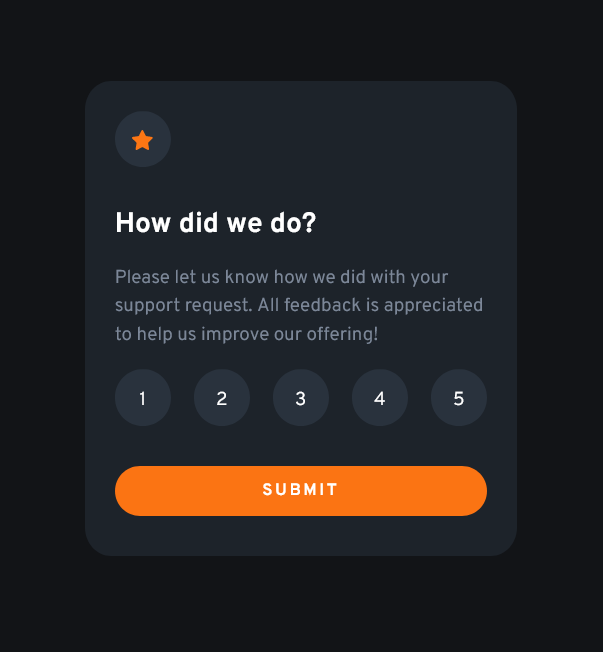 How did we do?
Please let us know how we did with your
support request. All feedback is appreciated
to help us improve our offering!
1 2 3 4 5
SUBMIT